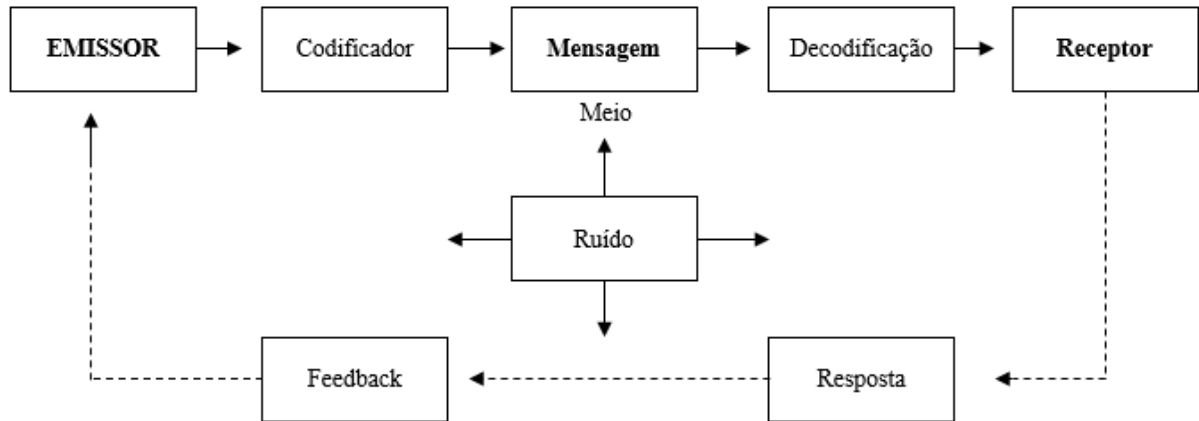 EMISSOR
Codificador
Mensagem
Decodificação
Receptor
Meio
Ruído
Feedback
Resposta